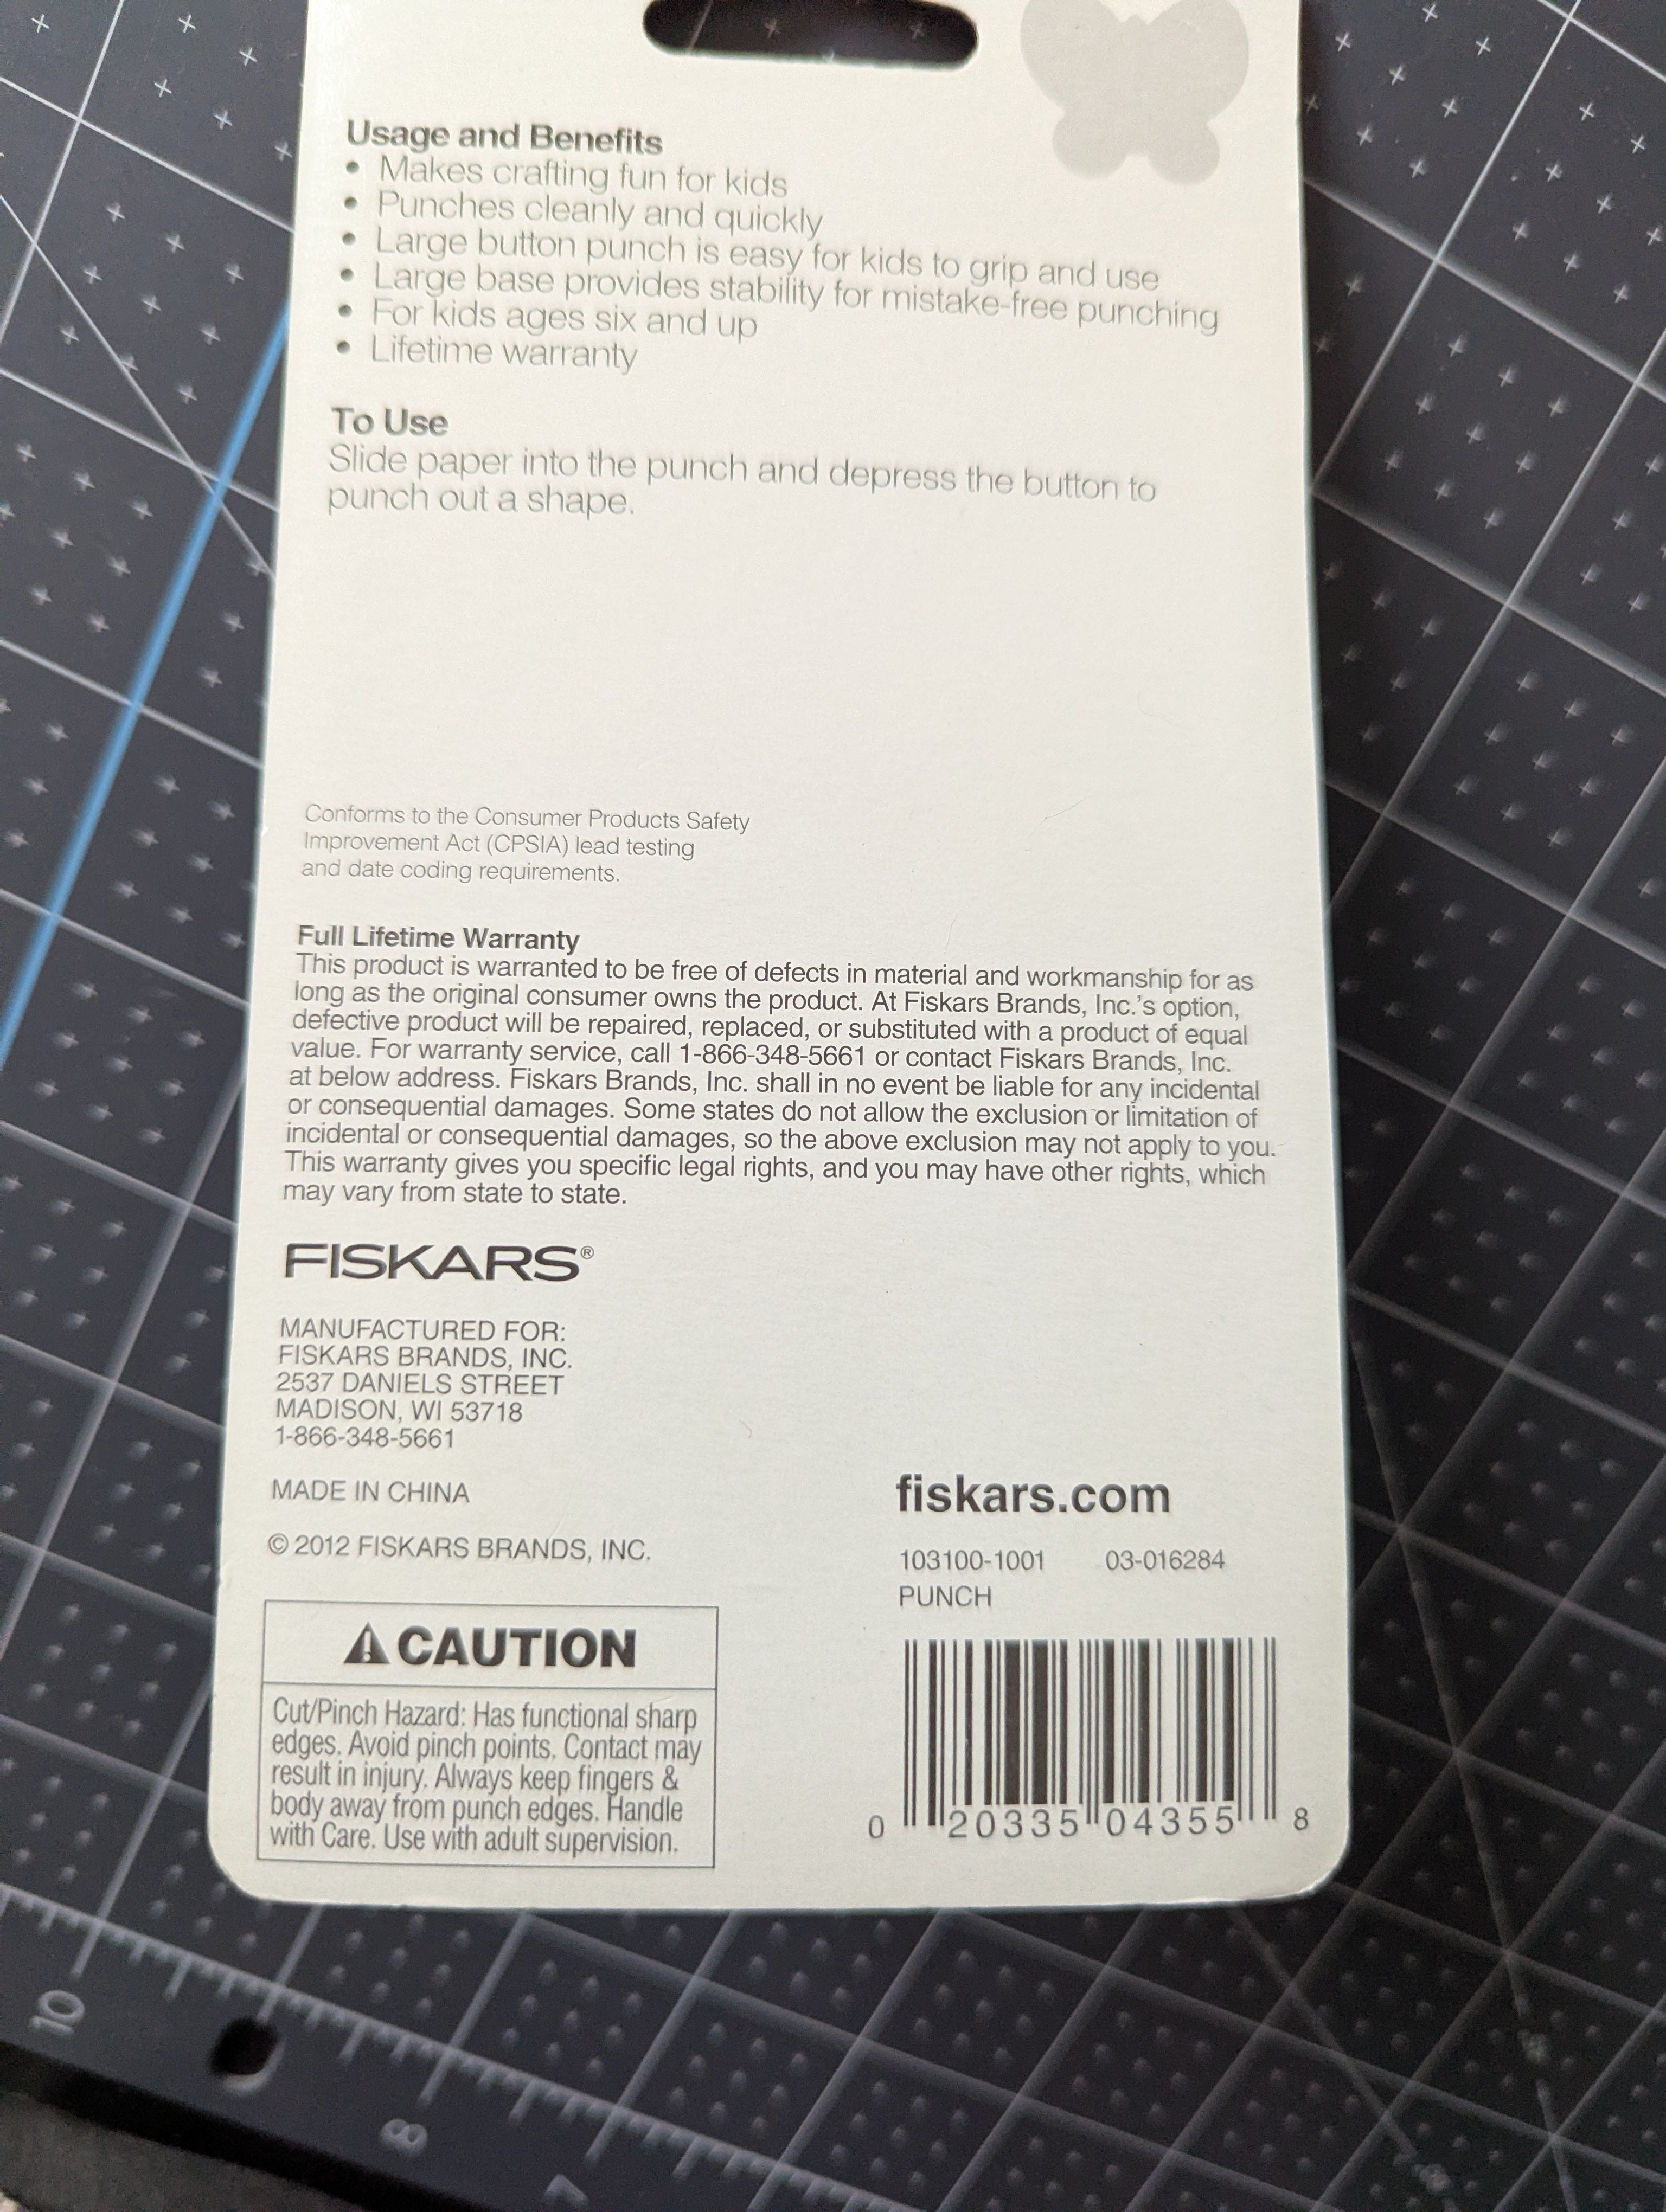 Usage and Benefits
• Makes crafting fun for kids
• Punches cleanly and quickly
• Large button punch is easy for kids to grip and use
• Large base provides stability for mistake-free punching
• For kids ages six and up
• Lifetime warranty
To Use
Slide paper into the punch and depress the button to
punch out a shape.
Conforms to the Consumer Products Safety
Improvement Act (CPSIA) lead testing
and date coding requirements.
Full Lifetime Warranty
This product is warranted to be free of defects in material and workmanship for as
long as the original consumer owns the product. At Fiskars Brands, Inc.'s option,
defective product will be repaired, replaced, or substituted with a product of equal
value. For warranty service, call 1-866-348-5661 or contact Fiskars Brands, Inc.
at below address. Fiskars Brands, Inc. shall in no event be liable for any incidental
or consequential damages. Some states do not allow the exclusion or limitation of
incidental or consequential damages, so the above exclusion may not apply to you.
This warranty gives you specific legal rights, and you may have other rights, which
may vary from state to state.
FISKARS®
MANUFACTURED FOR:
FISKARS BRANDS, INC.
2537 DANIELS STREET
MADISON, WI 53718
1-866-348-5661
MADE IN CHINA
© 2012 FISKARS BRANDS, INC.
⚠ CAUTION
Cut/Pinch Hazard: Has functional sharp
edges. Avoid pinch points. Contact may
result in injury. Always keep fingers &
body away from punch edges. Handle
with Care. Use with adult supervision.
fiskars.com
103100-1001 03-016284
PUNCH
0 20335 04355 8
10
8
7